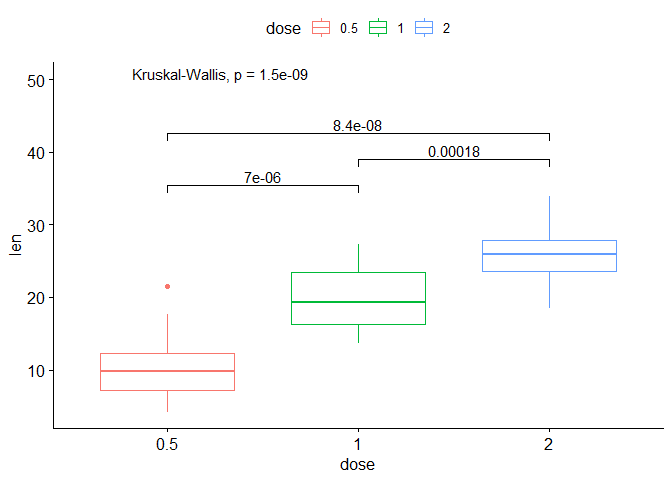 dose 0.5 1 2
50
Kruskal-Wallis, p = 1.5e-09
8.4e-08
40
0.00018
7e-06
30
len
20
10
0.5 1 2
dose